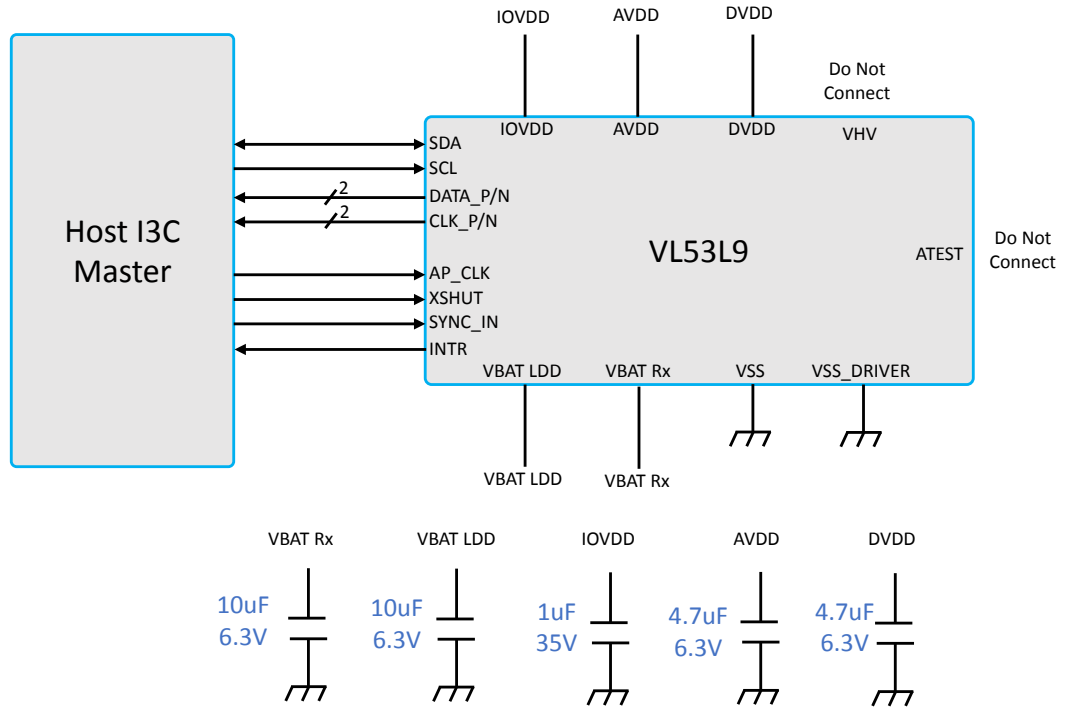 IOVDD
AVDD
DVDD
Do Not
Connect
IOVDD
AVDD
DVDD
VHV
SDA
SCL
2
DATA_P/N
2
CLK_P/N
Host I3C
Master
VL53L9
ATEST
Do Not
Connect
AP_CLK
XSHUT
SYNC_IN
INTR
VBAT LDD
VBAT Rx
VSS
VSS_DRIVER
VBAT LDD
VBAT Rx
VBAT Rx
VBAT LDD
IOVDD
AVDD
DVDD
10uF
6.3V
10uF
6.3V
1uF
35V
4.7uF
6.3V
4.7uF
6.3V